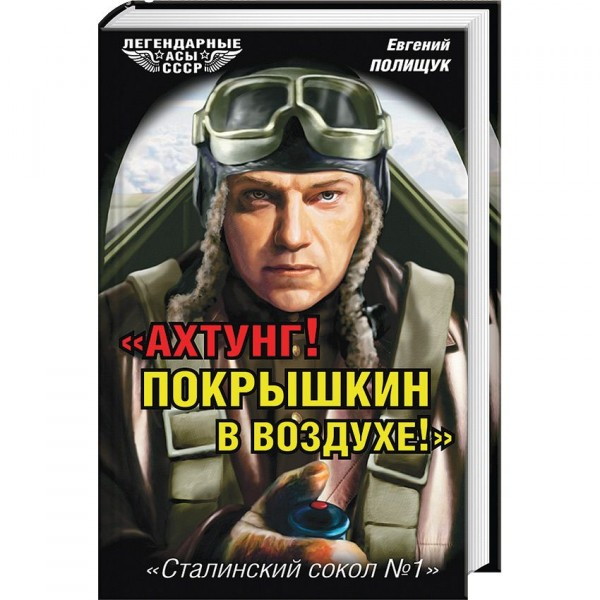 ЛЕГЕНДАРНЫЕ
АСЫ
СССР
Евгений
ПОЛИЩУК
«АХТУНГ!
ПОКРЫШКИН
В ВОЗДУХЕ!»
«Сталинский сокол №1»